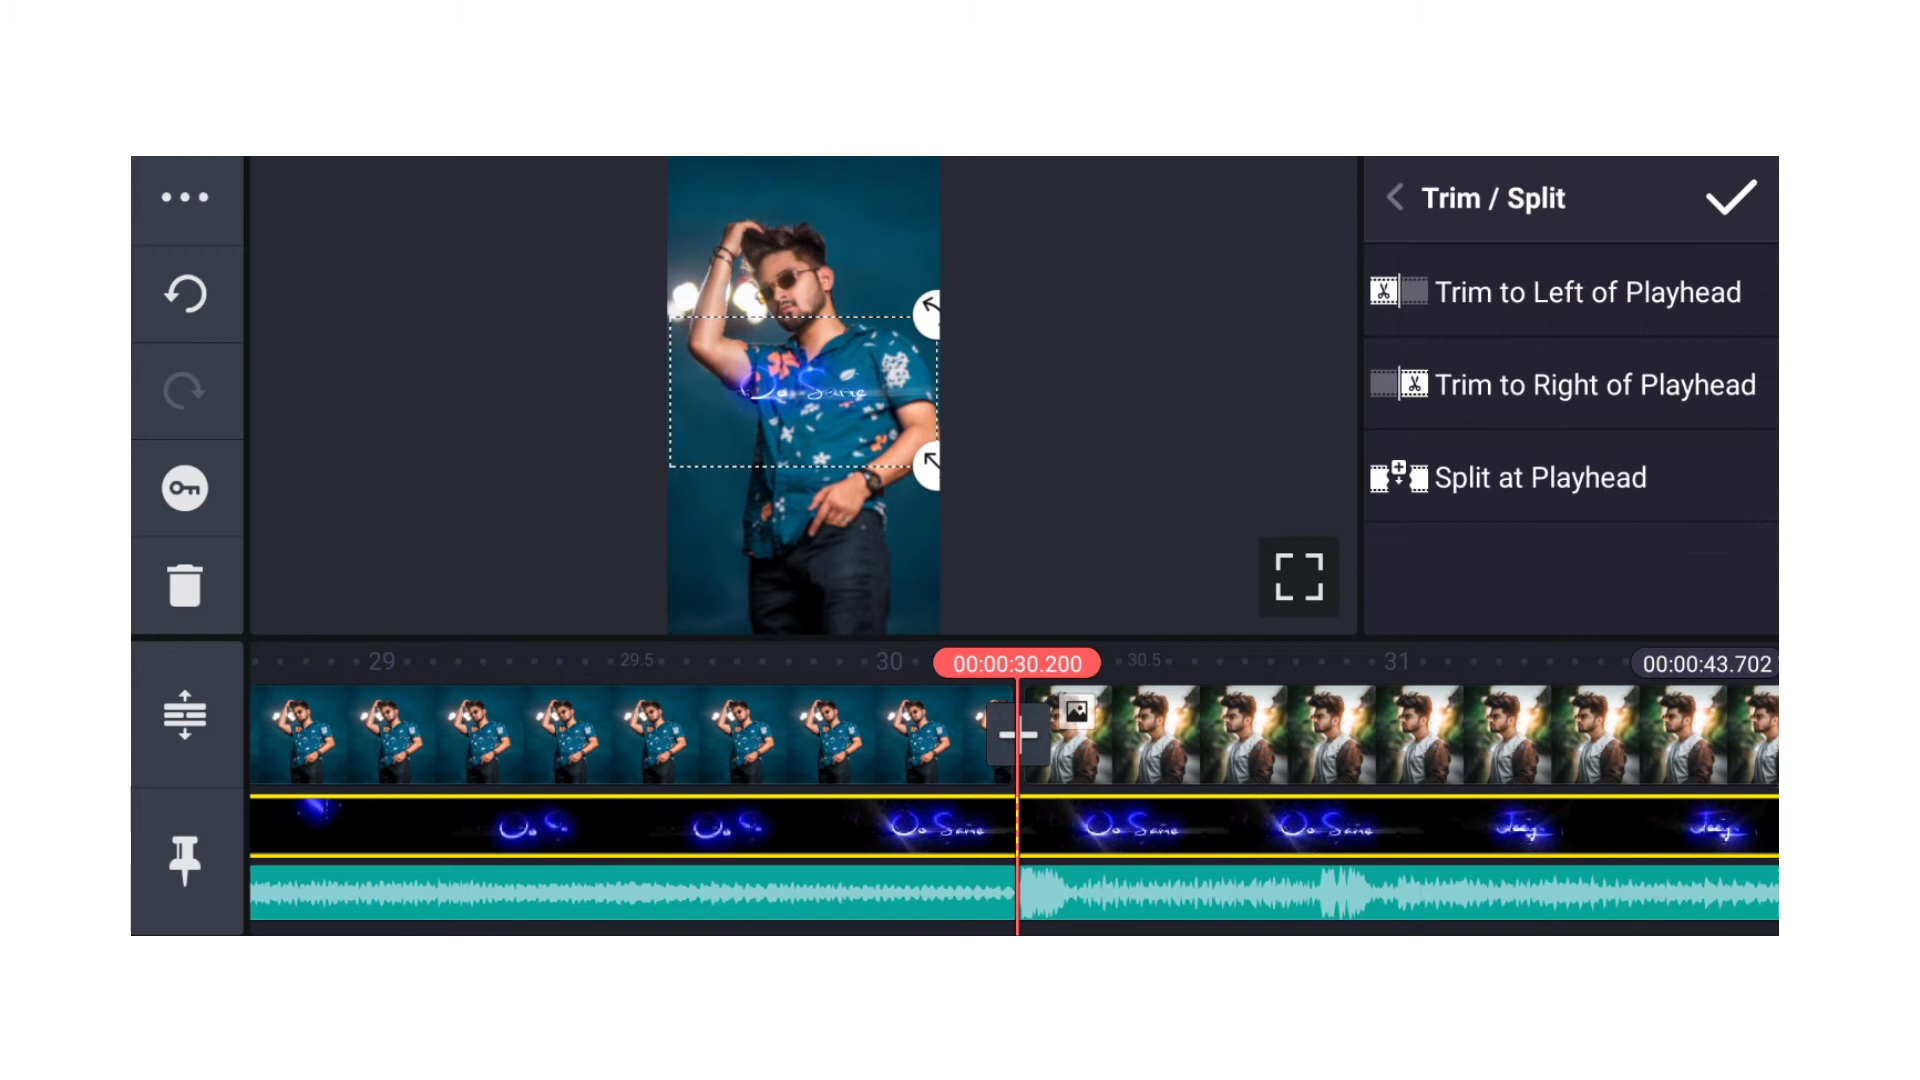 Trim / Split
Trim to Left of Playhead
Trim to Right of Playhead
Split at Playhead
29
29.5
30
00:00:30.200
30.5
31
00:00:43.702